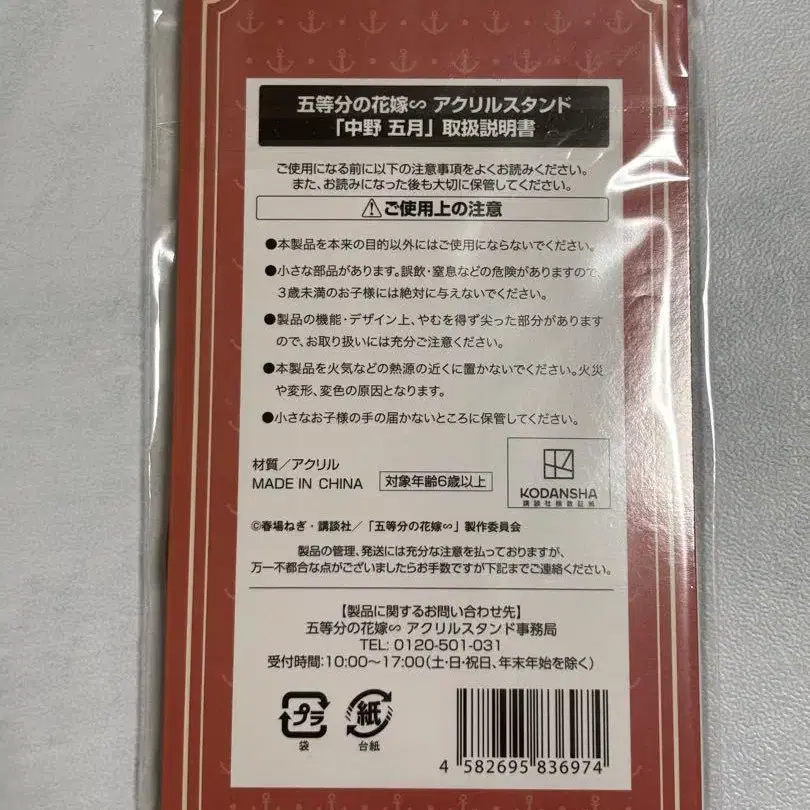 五等分の花嫁∽ アクリルスタンド
「中野 五月」取扱説明書
ご使用になる前に以下の注意事項をよくお読みください。
また、お読みになった後も大切に保管してください。
⚠ご使用上の注意
●本製品を本来の目的以外にはご使用にならないでください。
●小さな部品があります。誤飲・窒息などの危険がありますので、
3歳未満のお子様には絶対に与えないでください。
●製品の機能・デザイン上、やむを得ず尖った部分があります
ので、お取り扱いには充分ご注意ください。
●本製品を火気などの熱源の近くに置かないでください。火災
や変形、変色の原因となります。
●小さなお子様の手の届かないところに保管してください。
材質／アクリル
MADE IN CHINA
対象年齢6歳以上
KODANSHA
講談社検数証紙
©春場ねぎ・講談社／「五等分の花嫁∽」製作委員会
製品の管理、発送には充分な注意を払っておりますが、
万一不都合な点がございましたらお手数ですが下記までご連絡ください。
【製品に関するお問い合わせ先】
五等分の花嫁∽ アクリルスタンド事務局
TEL: 0120-501-031
受付時間：10:00～17:00（土・日・祝日、年末年始を除く）
プラ
袋
紙
台紙
4 582695 836974